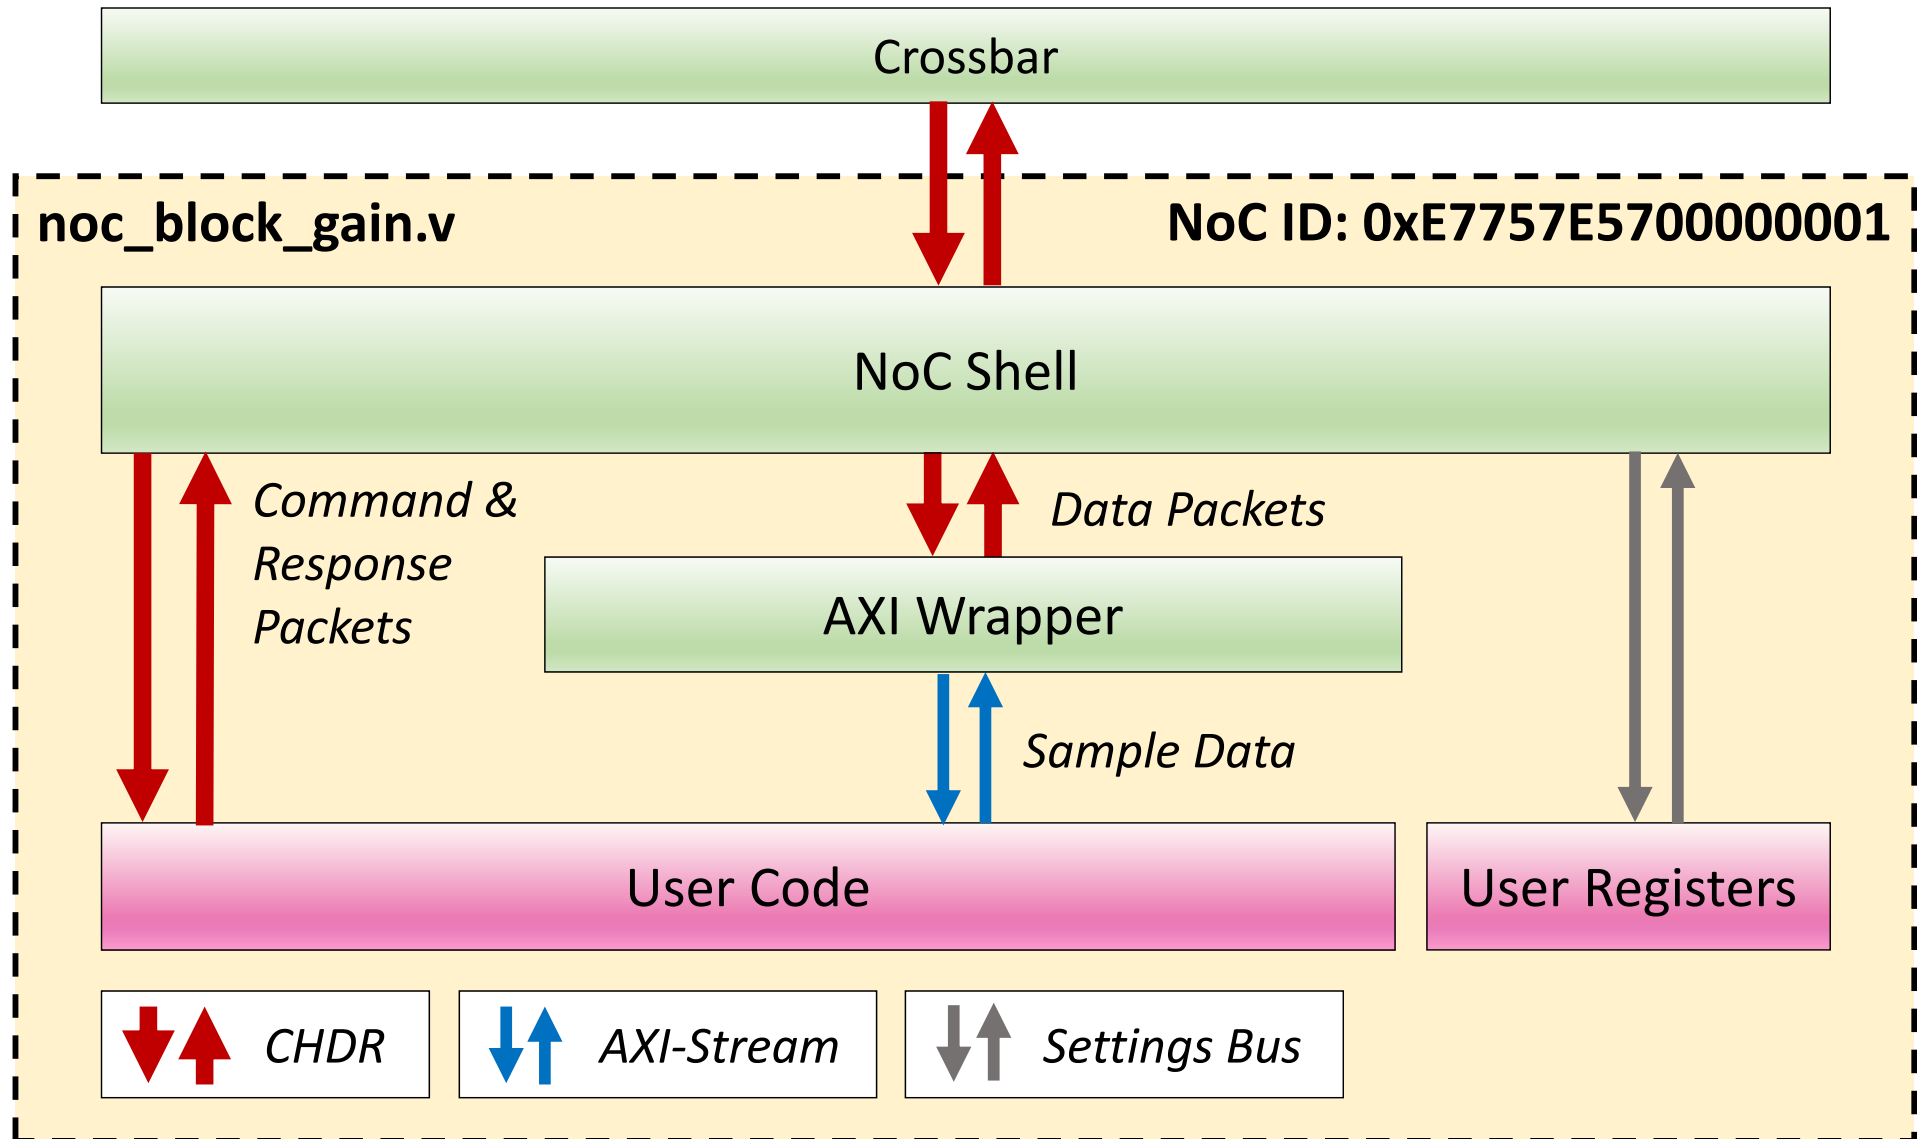 Crossbar
noc_block_gain.v
NoC ID: 0xE7757E5700000001
NoC Shell
Command &
Response
Packets
Data Packets
AXI Wrapper
Sample Data
User Code
User Registers
CHDR
AXI-Stream
Settings Bus